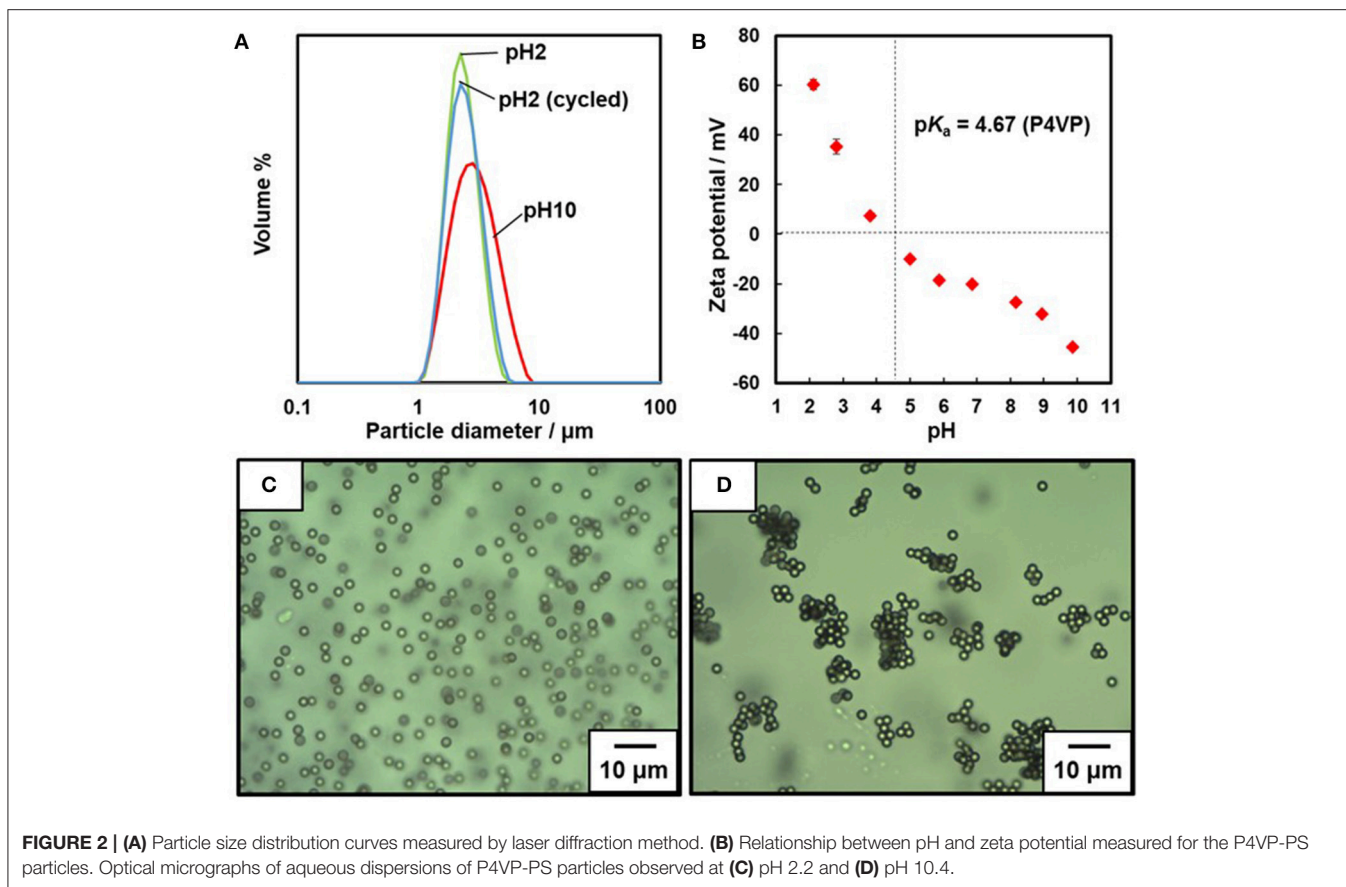 A
pH2
pH2 (cycled)
pH10
Volume %
0.1
1
10
100
Particle diameter / µm
B
80
60
40
20
0
-20
-40
-60
Zeta potential / mV
pKa = 4.67 (P4VP)
1 2 3 4 5 6 7 8 9 10 11
pH
C
10 µm
D
10 µm
FIGURE 2 | (A) Particle size distribution curves measured by laser diffraction method. (B) Relationship between pH and zeta potential measured for the P4VP-PS
particles. Optical micrographs of aqueous dispersions of P4VP-PS particles observed at (C) pH 2.2 and (D) pH 10.4.